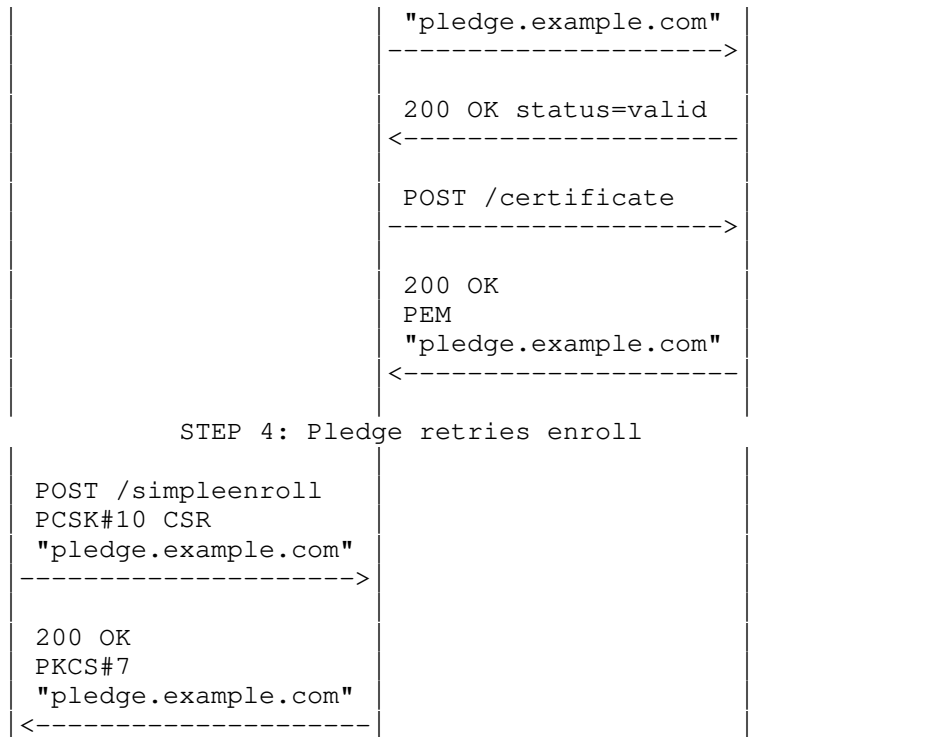 "pledge.example.com"
200 OK status=valid
POST /certificate
200 OK
PEM
"pledge.example.com"
STEP 4: Pledge retries enroll
POST /simpleenroll
PCSK#10 CSR
"pledge.example.com"
200 OK
PKCS#7
"pledge.example.com"